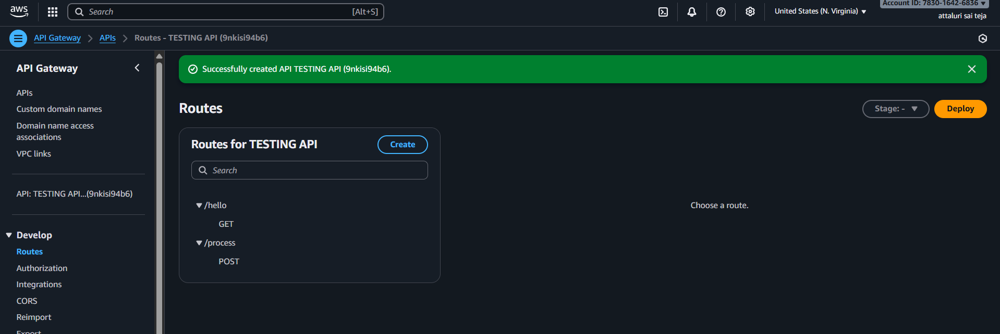 aws
Search
[Alt+S]
United States (N. Virginia)
Account ID: 7830-1642-6836
attaluri sai teja
API Gateway
APIs
Routes - TESTING API (9nkisi94b6)
API Gateway
APIs
Custom domain names
Domain name access
associations
VPC links
API: TESTING API...(9nkisi94b6)
Develop
Routes
Authorization
Integrations
CORS
Reimport
Export
Successfully created API TESTING API (9nkisi94b6).
Routes
Stage: -
Deploy
Routes for TESTING API
Create
Search
/hello
GET
/process
POST
Choose a route.